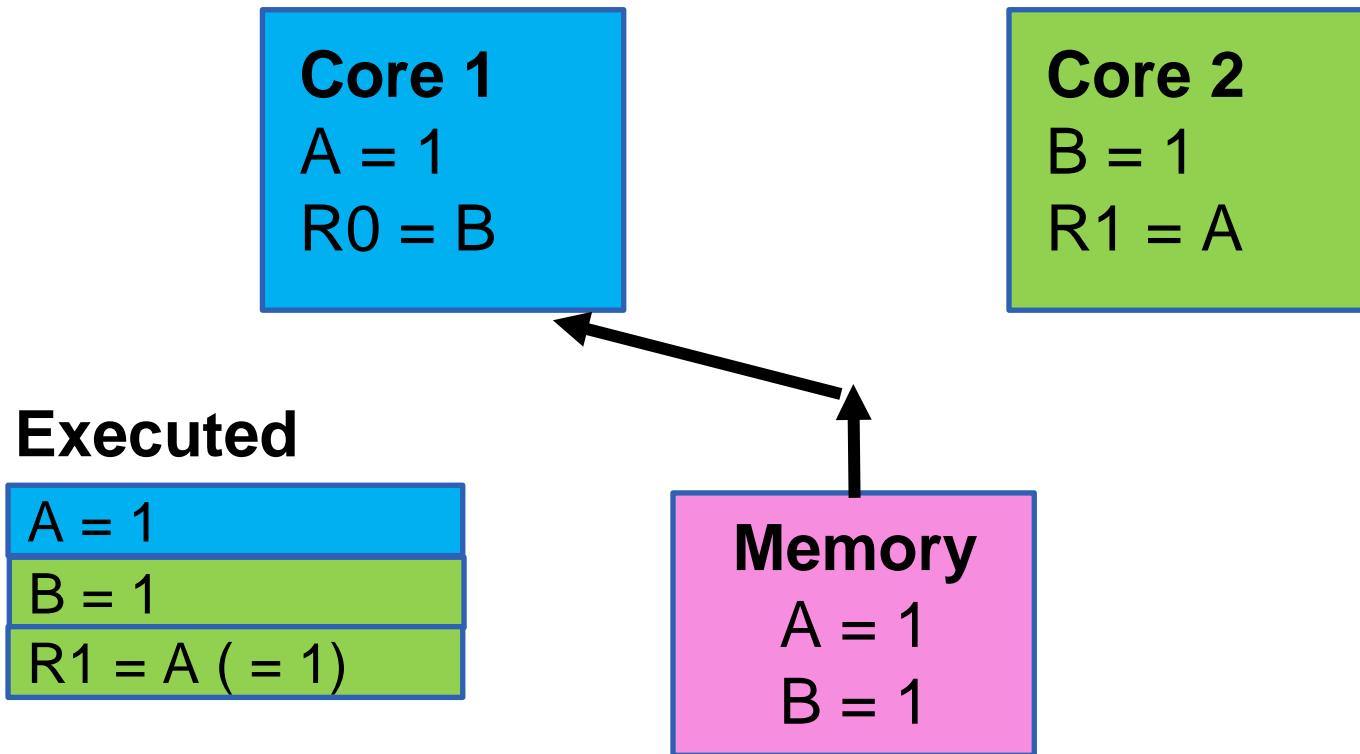 Core 1
A = 1
R0 = B
Core 2
B = 1
R1 = A
Executed
A = 1
B = 1
R1 = A ( = 1)
Memory
A = 1
B = 1